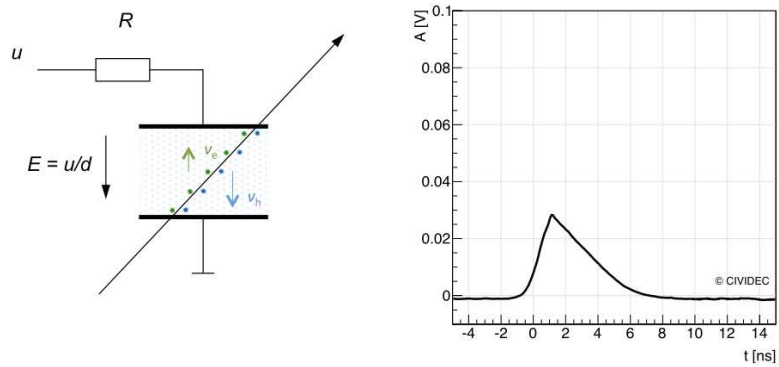 R
u
E = u/d
vₑ
vₕ
A [V]
0.1
0.08
0.06
0.04
0.02
0
-4 -2 0 2 4 6 8 10 12 14
t [ns]
© CIVIDEC